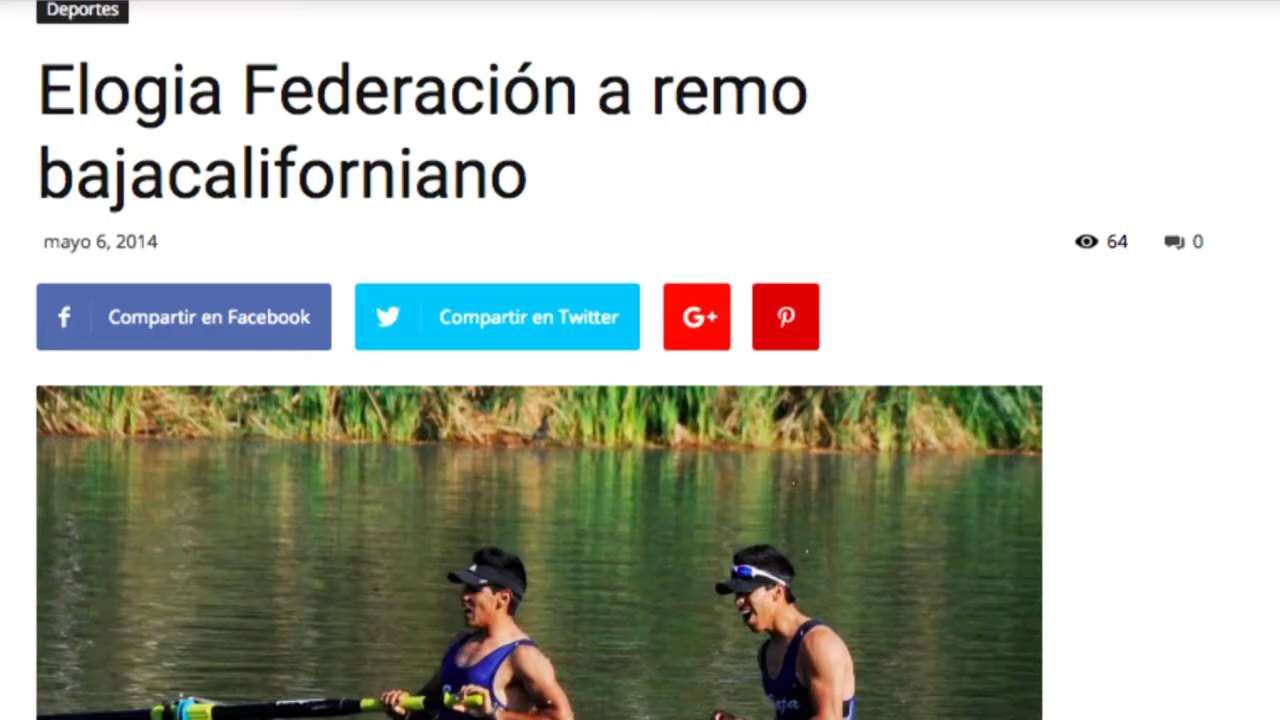 Deportes
Elogia Federación a remo
bajacaliforniano
mayo 6, 2014
64
0
Compartir en Facebook
Compartir en Twitter
G+